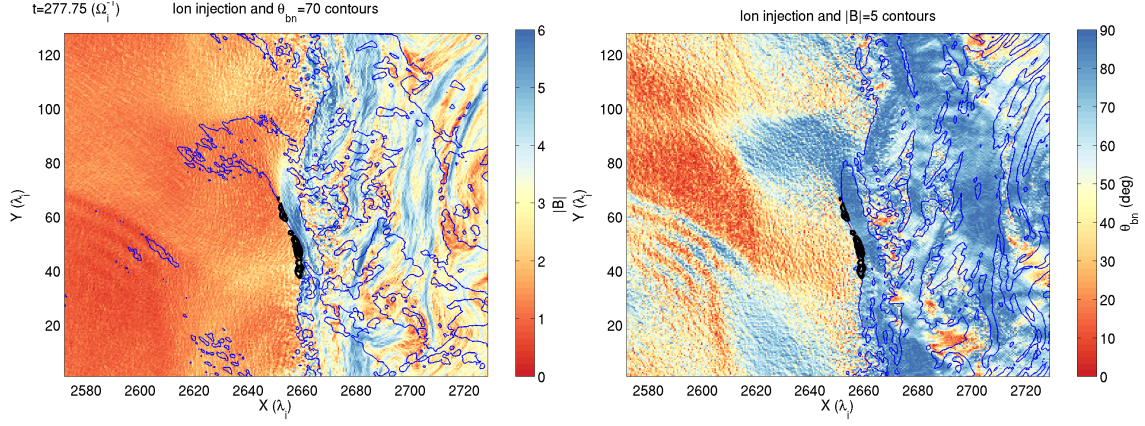 t=277.75 (Ω_i^-1) Ion injection and θ_bn=70 contours
6
5
4
3
2
1
0
|B|
120
100
80
60
40
20
Y (λ_i)
2580 2600 2620 2640 2660 2680 2700 2720
X (λ_i)
Ion injection and |B|=5 contours
90
80
70
60
50
40
30
20
10
0
θ_bn (deg)
120
100
80
60
40
20
Y (λ_i)
2580 2600 2620 2640 2660 2680 2700 2720
X (λ_i)